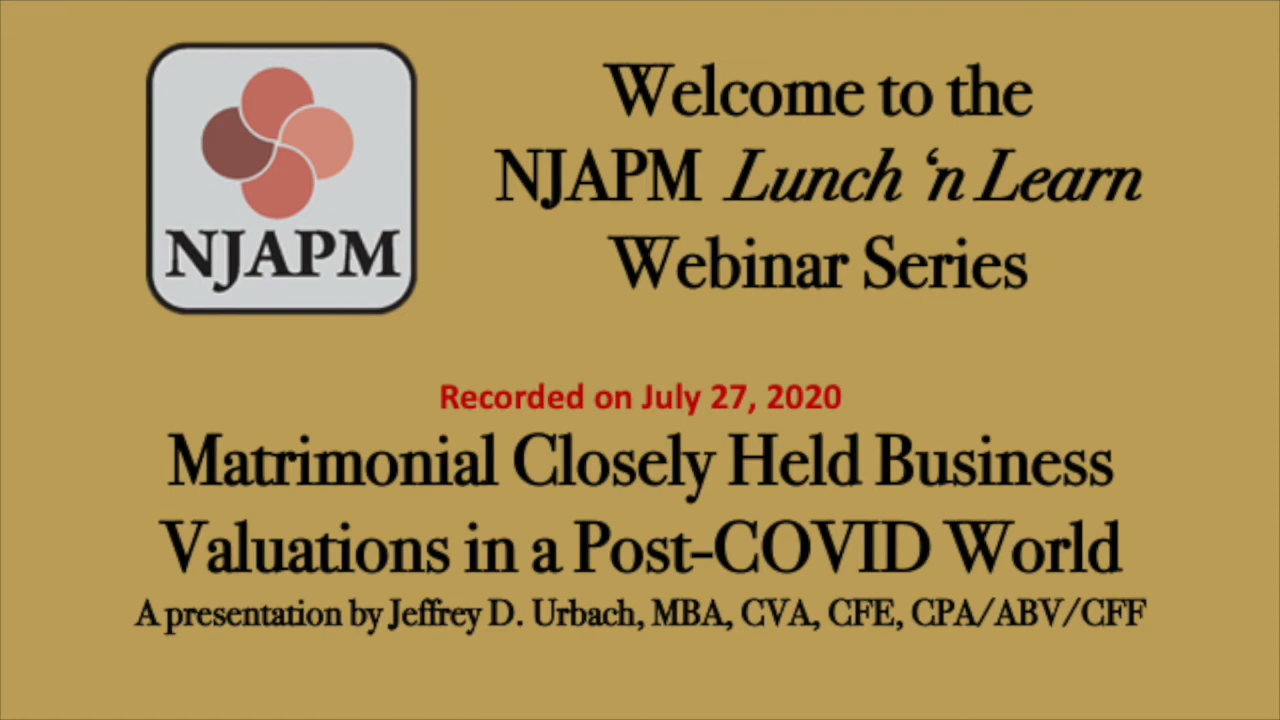 NJAPM
Welcome to the
NJAPM Lunch ‘n Learn
Webinar Series
Recorded on July 27, 2020
Matrimonial Closely Held Business
Valuations in a Post-COVID World
A presentation by Jeffrey D. Urbach, MBA, CVA, CFE, CPA/ABV/CFF